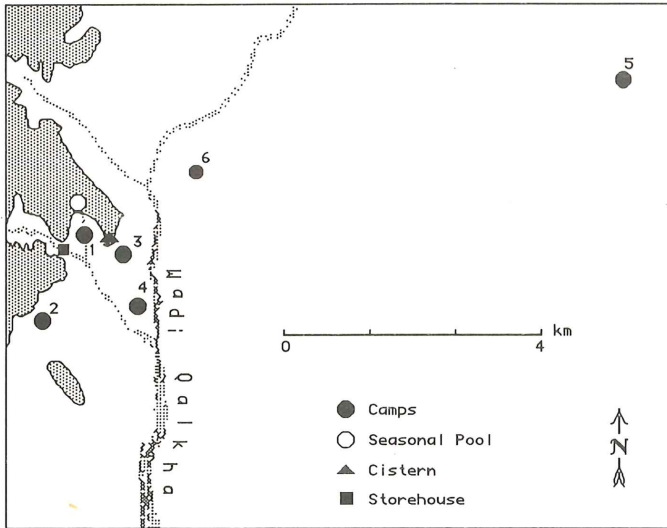 5
6
1
3
4
2
Wadi Qalkha
0 4 km
Camps
Seasonal Pool
Cistern
Storehouse
N